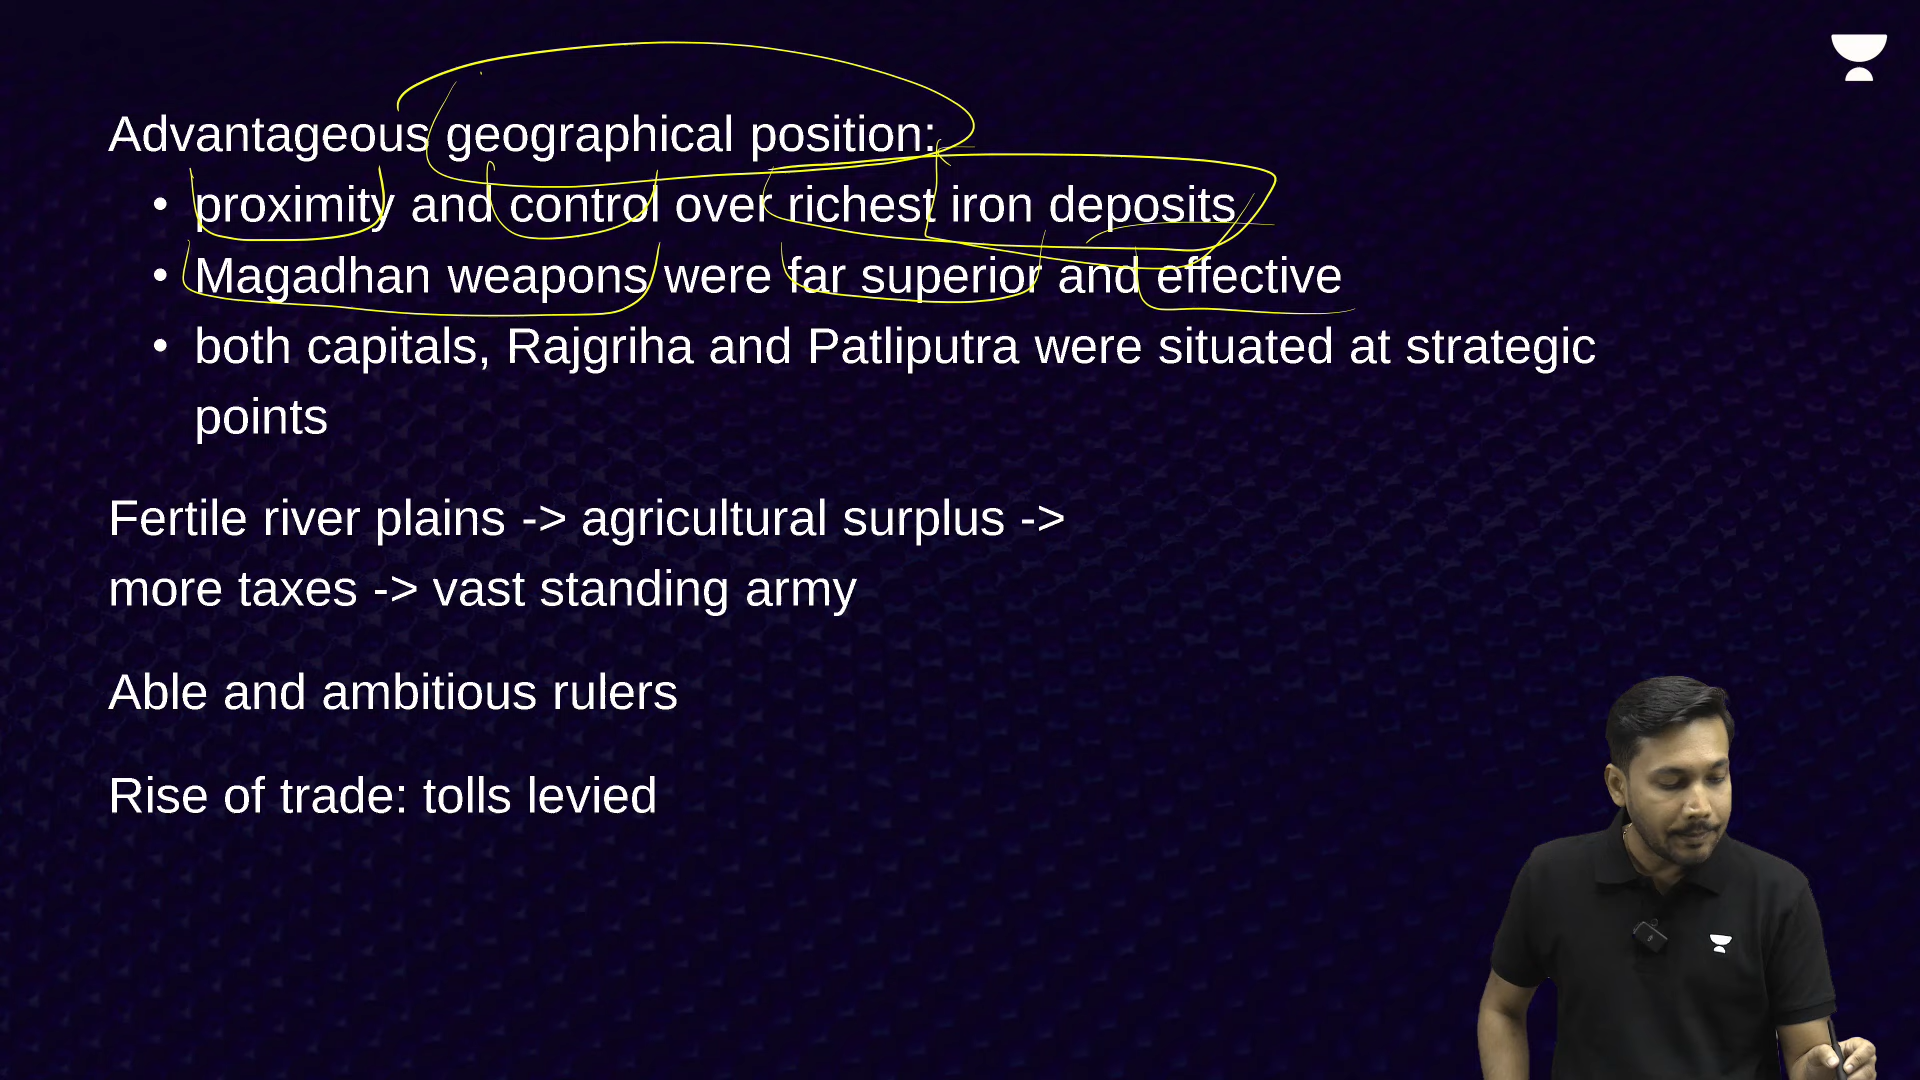 Advantageous geographical position:
• proximity and control over richest iron deposits
• Magadhan weapons were far superior and effective
• both capitals, Rajgriha and Patliputra were situated at strategic
points
Fertile river plains -> agricultural surplus ->
more taxes -> vast standing army
Able and ambitious rulers
Rise of trade: tolls levied